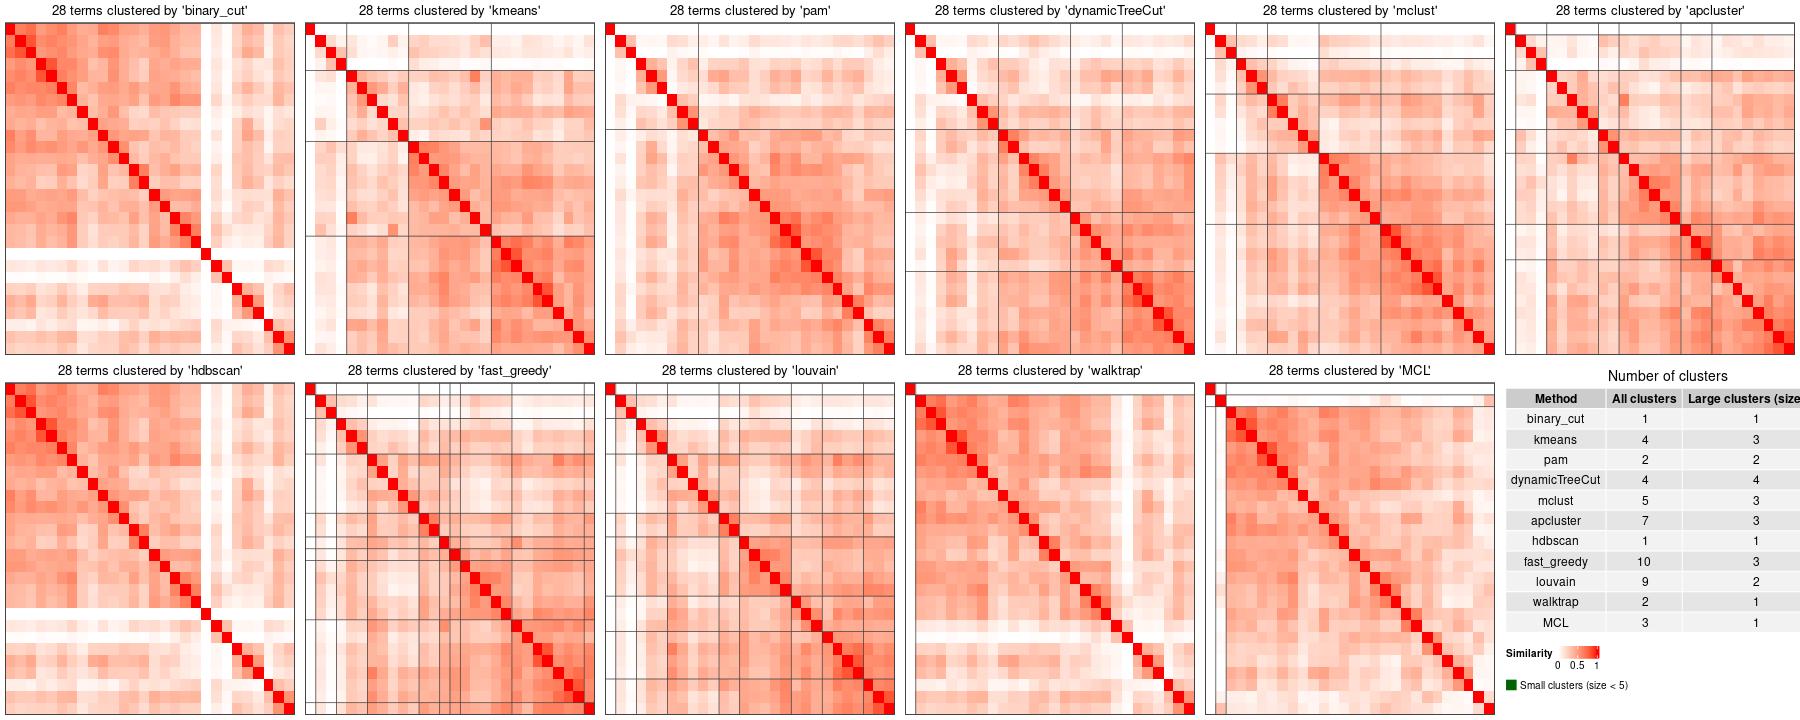 28 terms clustered by 'binary_cut'
28 terms clustered by 'kmeans'
28 terms clustered by 'pam'
28 terms clustered by 'dynamicTreeCut'
28 terms clustered by 'mclust'
28 terms clustered by 'apcluster'
28 terms clustered by 'hdbscan'
28 terms clustered by 'fast_greedy'
28 terms clustered by 'louvain'
28 terms clustered by 'walktrap'
28 terms clustered by 'MCL'
Number of clusters
Method All clusters Large clusters (size
binary_cut 1 1
kmeans 4 3
pam 2 2
dynamicTreeCut 4 4
mclust 5 3
apcluster 7 3
hdbscan 1 1
fast_greedy 10 3
louvain 9 2
walktrap 2 1
MCL 3 1
Similarity
0 0.5 1
Small clusters (size < 5)